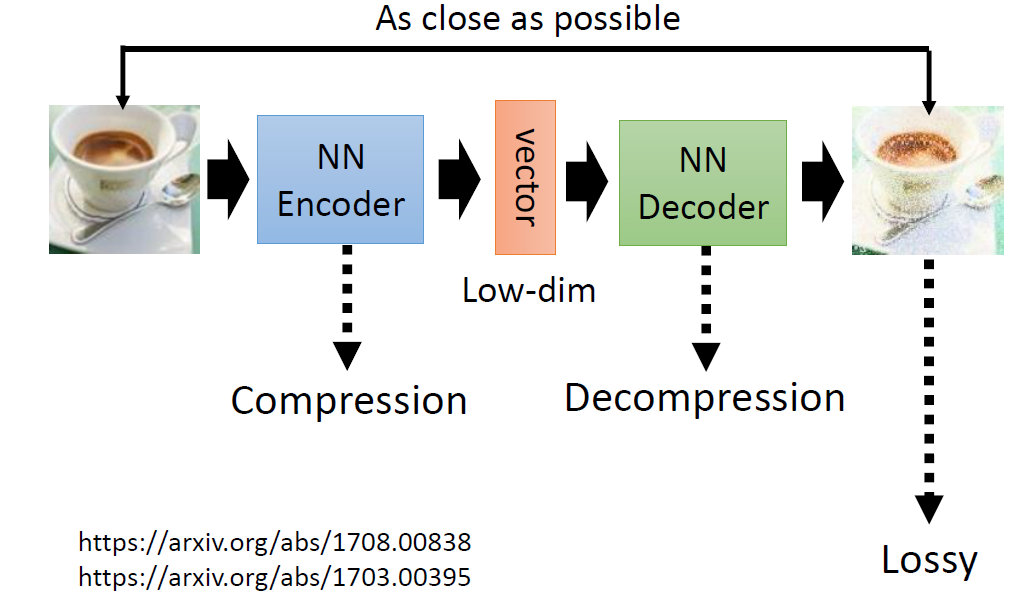 As close as possible
NN
Encoder
vector
NN
Decoder
Low-dim
Compression
Decompression
Lossy
https://arxiv.org/abs/1708.00838
https://arxiv.org/abs/1703.00395